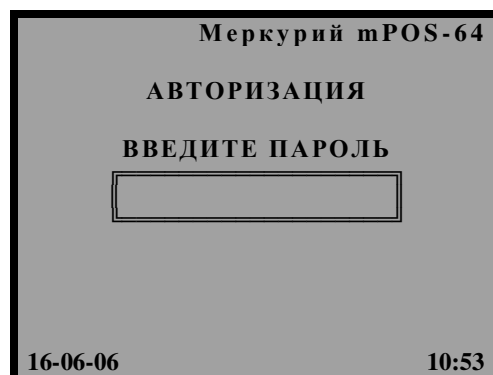 Меркурий mPOS-64
АВТОРИЗАЦИЯ
ВВЕДИТЕ ПАРОЛЬ
16-06-06 10:53